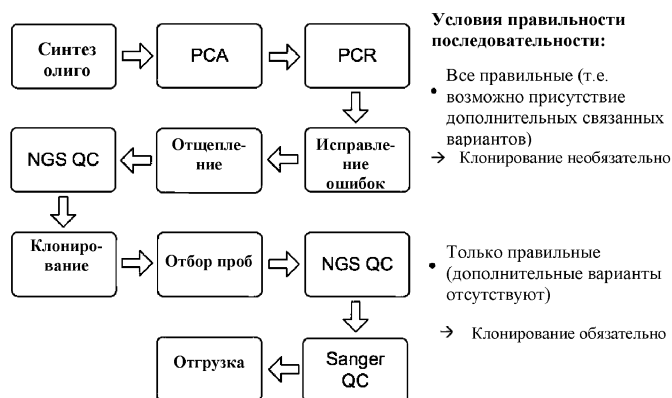 Синтез
олиго
PCA
PCR
Исправле-
ние
ошибок
Отщепле-
ние
NGS QC
Клониро-
вание
Отбор проб
NGS QC
Sanger
QC
Отгрузка
Условия правильности
последовательности:
• Все правильные (т.е.
возможно присутствие
дополнительных связанных
вариантов)
→ Клонирование необязательно
• Только правильные
(дополнительные варианты
отсутствуют)
→ Клонирование обязательно